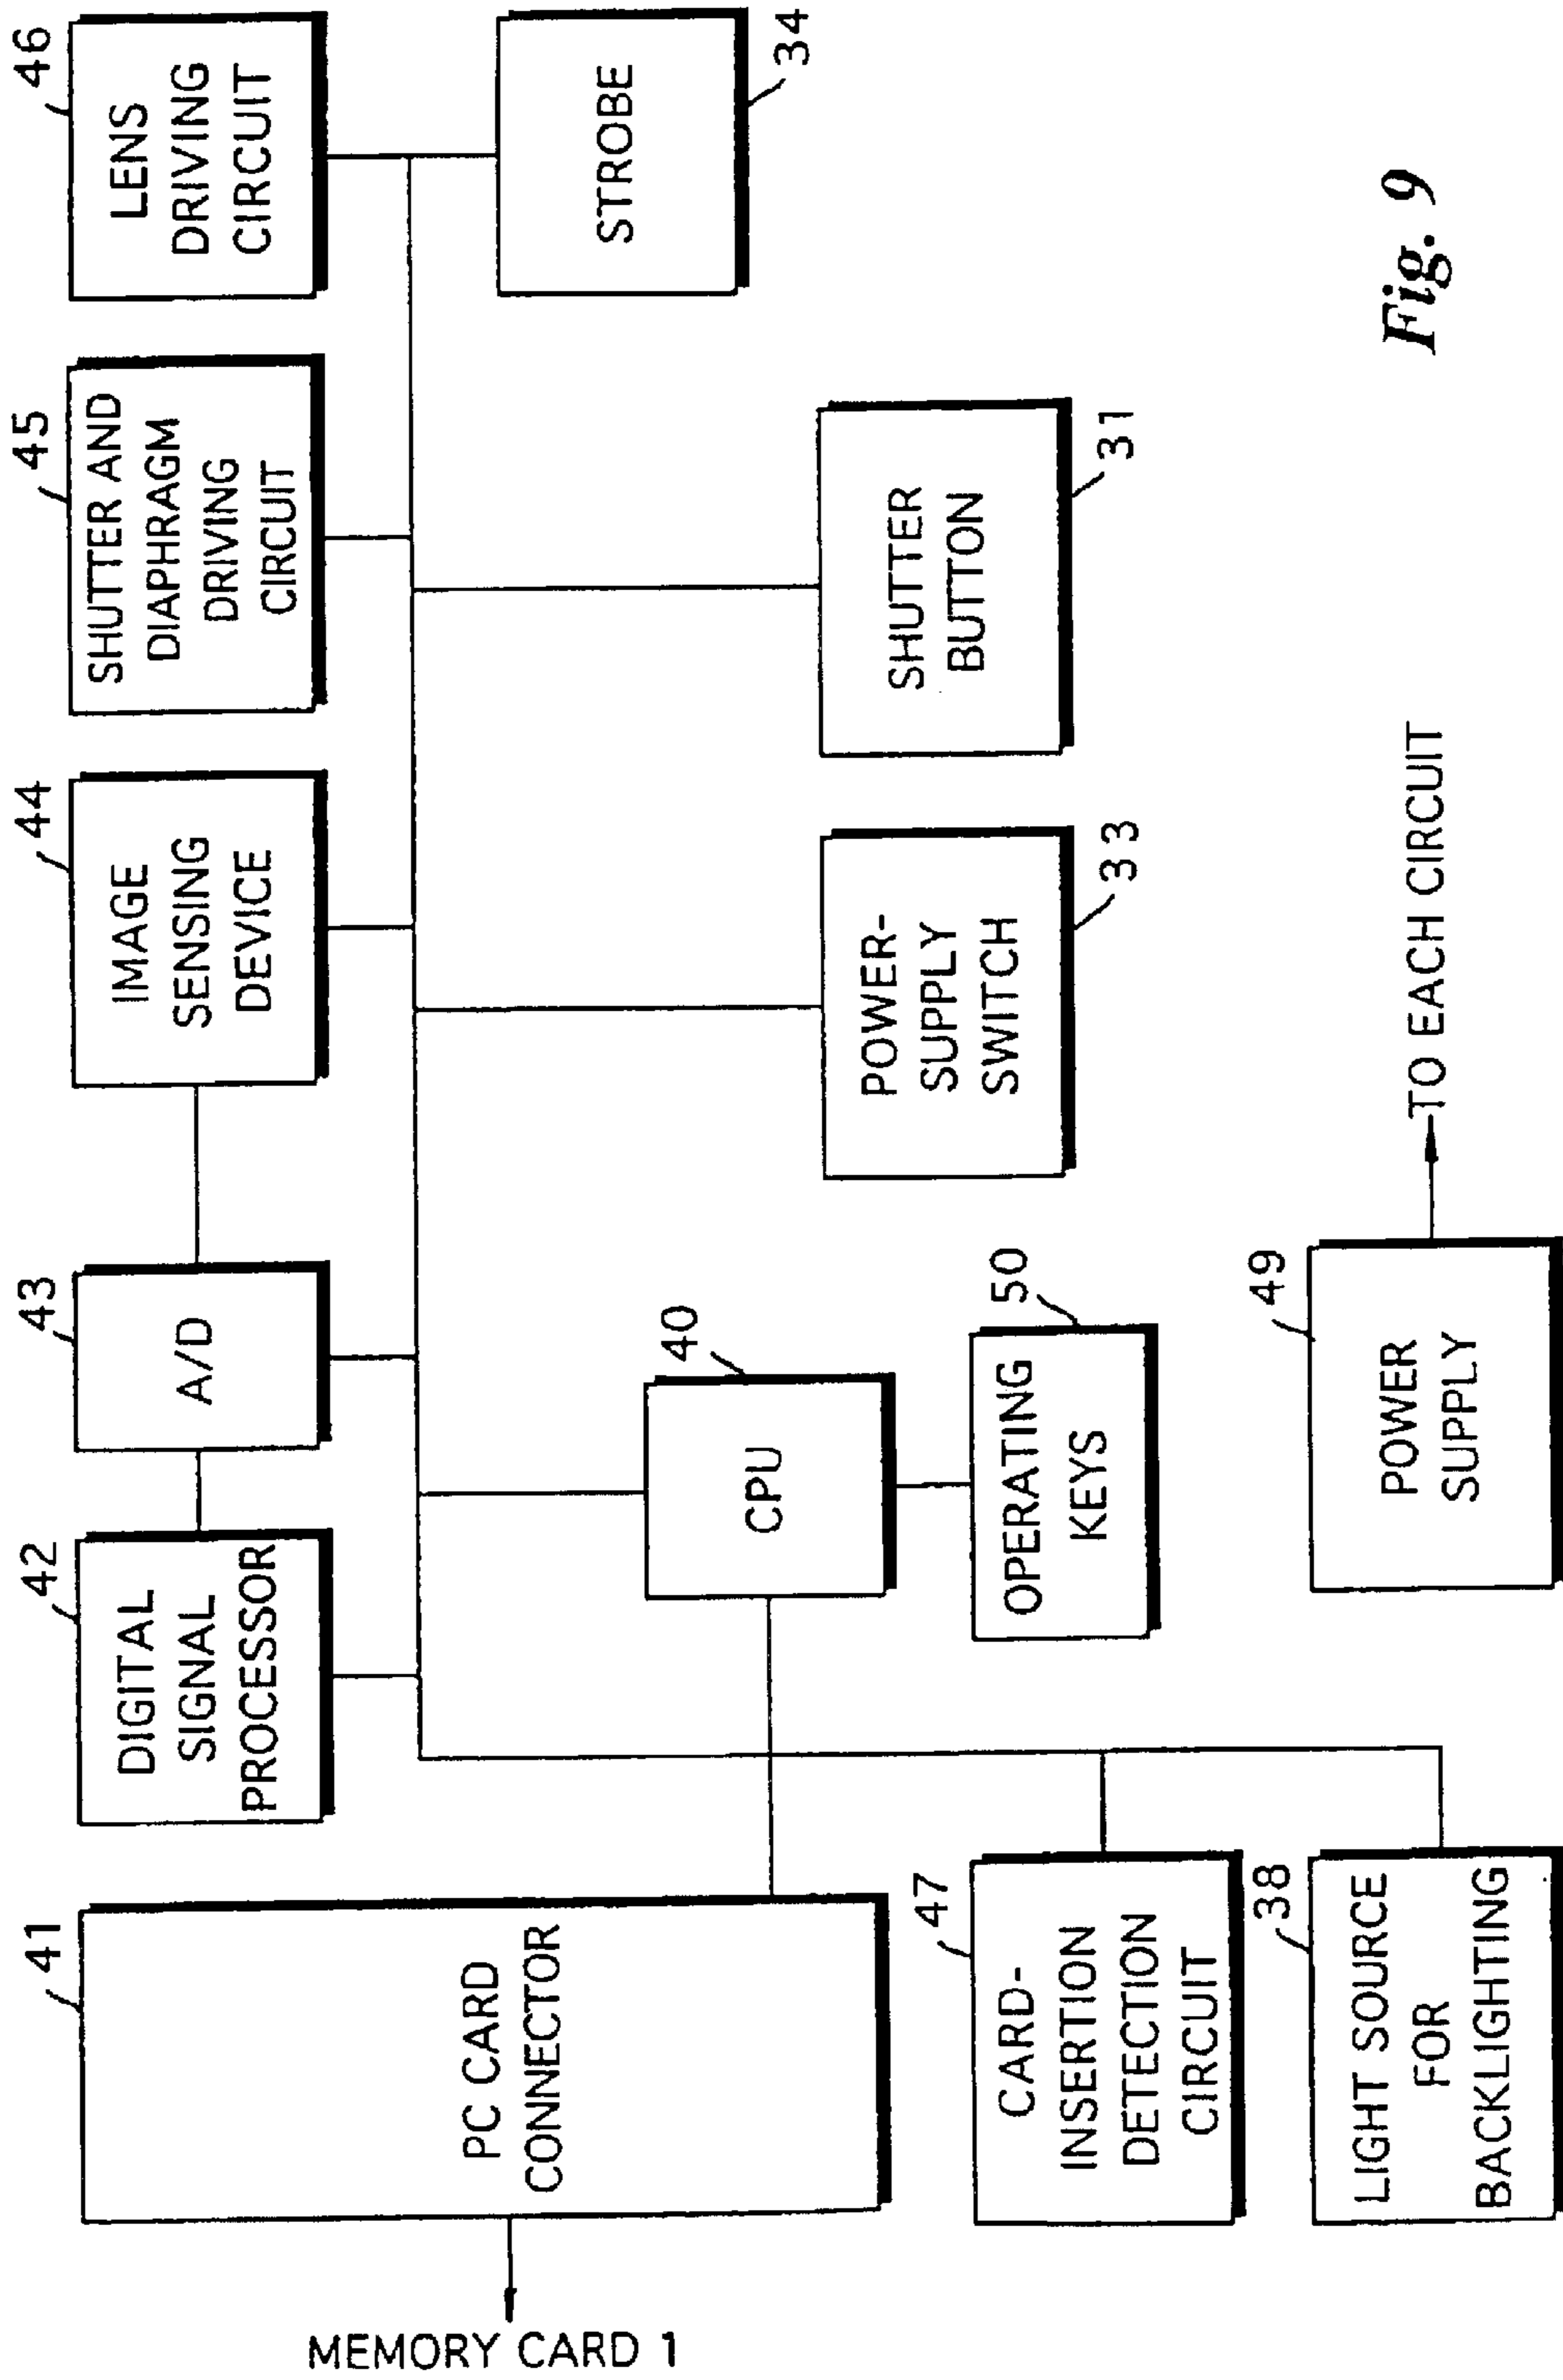 41
PC CARD
CONNECTOR
MEMORY CARD 1
42
DIGITAL
SIGNAL
PROCESSOR
43
A/D
44
IMAGE
SENSING
DEVICE
45
SHUTTER AND
DIAPHRAGM
DRIVING
CIRCUIT
46
LENS
DRIVING
CIRCUIT
STROBE
34
40
CPU
50
OPERATING
KEYS
POWER-
SUPPLY
SWITCH
33
SHUTTER
BUTTON
31
47
CARD-
INSERTION
DETECTION
CIRCUIT
38
LIGHT SOURCE
FOR
BACKLIGHTING
49
POWER
SUPPLY
TO EACH CIRCUIT
Fig. 9